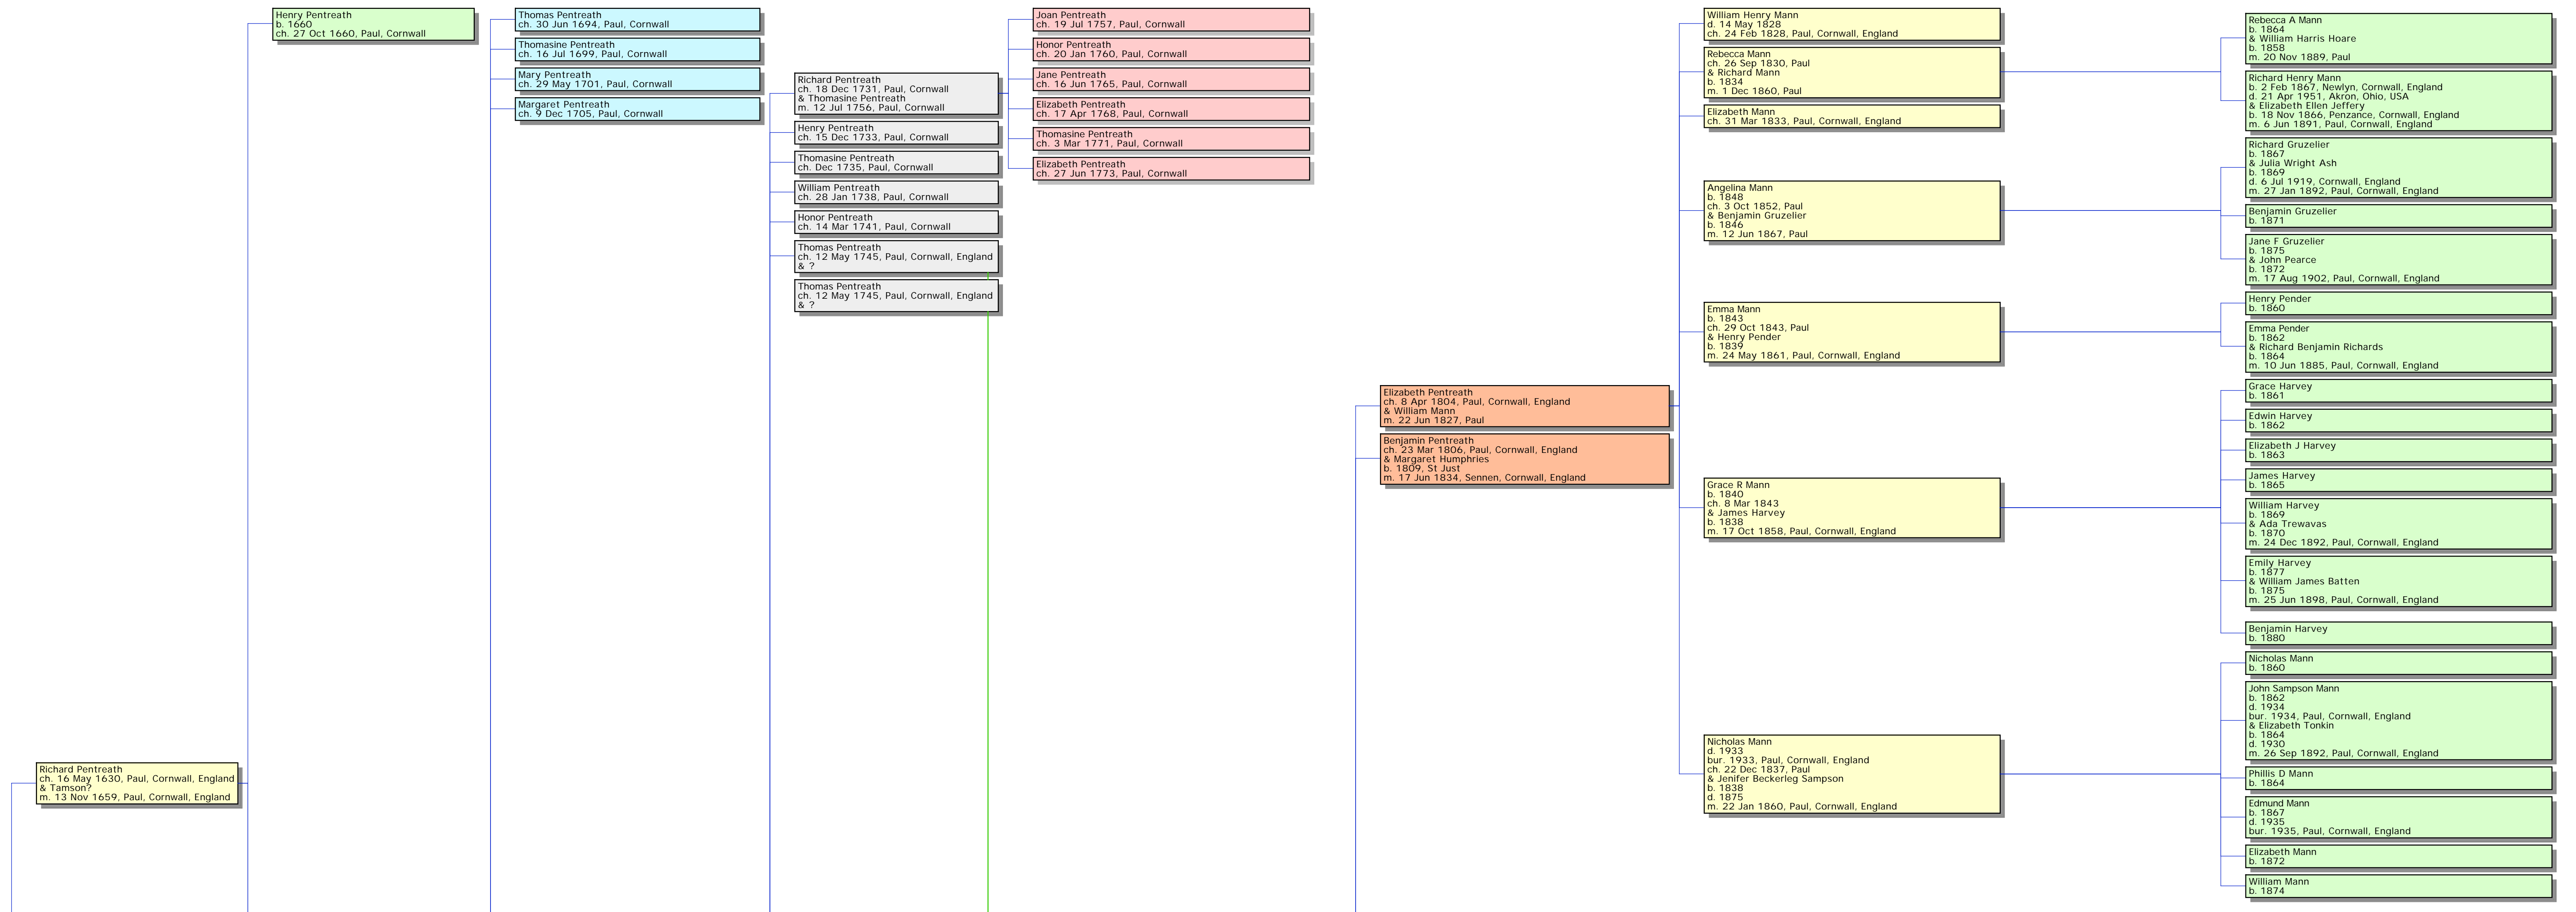 Richard Pentreath
ch. 16 May 1630, Paul, Cornwall, England
& Tamson?
m. 13 Nov 1659, Paul, Cornwall, England
Henry Pentreath
b. 1660
ch. 27 Oct 1660, Paul, Cornwall
Thomas Pentreath
ch. 30 Jun 1694, Paul, Cornwall
Thomasine Pentreath
ch. 16 Jul 1699, Paul, Cornwall
Mary Pentreath
ch. 29 May 1701, Paul, Cornwall
Margaret Pentreath
ch. 9 Dec 1705, Paul, Cornwall
Richard Pentreath
ch. 18 Dec 1731, Paul, Cornwall
& Thomasine Pentreath
m. 12 Jul 1756, Paul, Cornwall
Henry Pentreath
ch. 15 Dec 1733, Paul, Cornwall
Thomasine Pentreath
ch. Dec 1735, Paul, Cornwall
William Pentreath
ch. 28 Jan 1738, Paul, Cornwall
Honor Pentreath
ch. 14 Mar 1741, Paul, Cornwall
Thomas Pentreath
ch. 12 May 1745, Paul, Cornwall, England
& ?
Thomas Pentreath
ch. 12 May 1745, Paul, Cornwall, England
& ?
Joan Pentreath
ch. 19 Jul 1757, Paul, Cornwall
Honor Pentreath
ch. 20 Jan 1760, Paul, Cornwall
Jane Pentreath
ch. 16 Jun 1765, Paul, Cornwall
Elizabeth Pentreath
ch. 17 Apr 1768, Paul, Cornwall
Thomasine Pentreath
ch. 3 Mar 1771, Paul, Cornwall
Elizabeth Pentreath
ch. 27 Jun 1773, Paul, Cornwall
Elizabeth Pentreath
ch. 8 Apr 1804, Paul, Cornwall, England
& William Mann
m. 22 Jun 1827, Paul
Benjamin Pentreath
ch. 23 Mar 1806, Paul, Cornwall, England
& Margaret Humphries
b. 1809, St Just
m. 17 Jun 1834, Sennen, Cornwall, England
William Henry Mann
d. 14 May 1828
ch. 24 Feb 1828, Paul, Cornwall, England
Rebecca Mann
ch. 26 Sep 1830, Paul
& Richard Mann
b. 1834
m. 1 Dec 1860, Paul
Elizabeth Mann
ch. 31 Mar 1833, Paul, Cornwall, England
Angelina Mann
b. 1848
ch. 3 Oct 1852, Paul
& Benjamin Gruzelier
b. 1846
m. 12 Jun 1867, Paul
Emma Mann
b. 1843
ch. 29 Oct 1843, Paul
& Henry Pender
b. 1839
m. 24 May 1861, Paul, Cornwall, England
Grace R Mann
b. 1840
ch. 8 Mar 1843
& James Harvey
b. 1838
m. 17 Oct 1858, Paul, Cornwall, England
Nicholas Mann
d. 1933
bur. 1933, Paul, Cornwall, England
ch. 22 Dec 1837, Paul
& Jenifer Beckerleg Sampson
b. 1838
d. 1875
m. 22 Jan 1860, Paul, Cornwall, England
Rebecca A Mann
b. 1864
& William Harris Hoare
b. 1858
m. 20 Nov 1889, Paul
Richard Henry Mann
b. 2 Feb 1867, Newlyn, Cornwall, England
d. 21 Apr 1951, Akron, Ohio, USA
& Elizabeth Ellen Jeffery
b. 18 Nov 1866, Penzance, Cornwall, England
m. 6 Jun 1891, Paul, Cornwall, England
Richard Gruzelier
b. 1867
& Julia Wright Ash
b. 1869
d. 6 Jul 1919, Cornwall, England
m. 27 Jan 1892, Paul, Cornwall, England
Benjamin Gruzelier
b. 1871
Jane F Gruzelier
b. 1875
& John Pearce
b. 1872
m. 17 Aug 1902, Paul, Cornwall, England
Henry Pender
b. 1860
Emma Pender
b. 1862
& Richard Benjamin Richards
b. 1864
m. 10 Jun 1885, Paul, Cornwall, England
Grace Harvey
b. 1861
Edwin Harvey
b. 1862
Elizabeth J Harvey
b. 1863
James Harvey
b. 1865
William Harvey
b. 1869
& Ada Trewavas
b. 1870
m. 24 Dec 1892, Paul, Cornwall, England
Emily Harvey
b. 1877
& William James Batten
b. 1875
m. 25 Jun 1898, Paul, Cornwall, England
Benjamin Harvey
b. 1880
Nicholas Mann
b. 1860
John Sampson Mann
b. 1862
d. 1934
bur. 1934, Paul, Cornwall, England
& Elizabeth Tonkin
b. 1864
d. 1930
m. 26 Sep 1892, Paul, Cornwall, England
Phillis D Mann
b. 1864
Edmund Mann
b. 1867
d. 1935
bur. 1935, Paul, Cornwall, England
Elizabeth Mann
b. 1872
William Mann
b. 1874